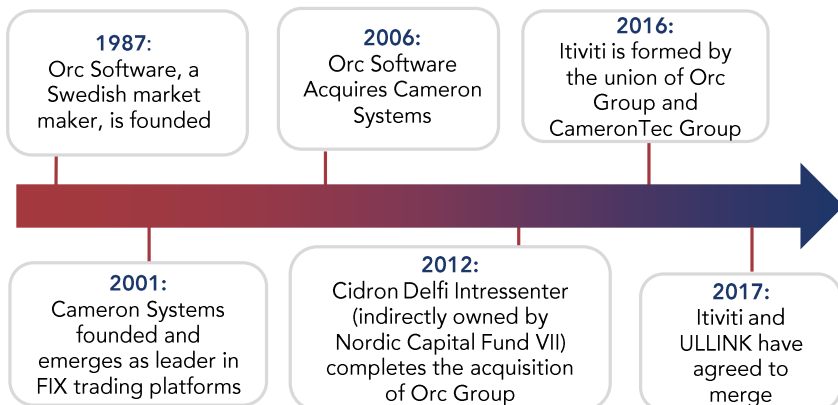 1987:
Orc Software, a
Swedish market
maker, is founded
2001:
Cameron Systems
founded and
emerges as leader in
FIX trading platforms
2006:
Orc Software
Acquires Cameron
Systems
2012:
Cidron Delfi Intressenter
(indirectly owned by
Nordic Capital Fund VII)
completes the acquisition
of Orc Group
2016:
Itiviti is formed by
the union of Orc
Group and
CameronTec Group
2017:
Itiviti and
ULLINK have
agreed to
merge